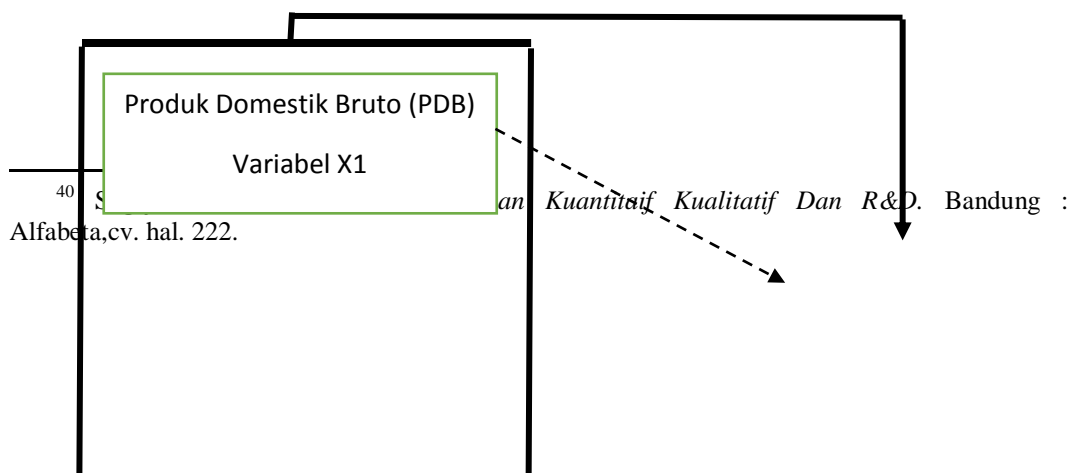 Produk Domestik Bruto (PDB)
Variabel X1
40 an Kuantitaif Kualitatif Dan R&D. Bandung :
Alfabeta,cv. hal. 222.